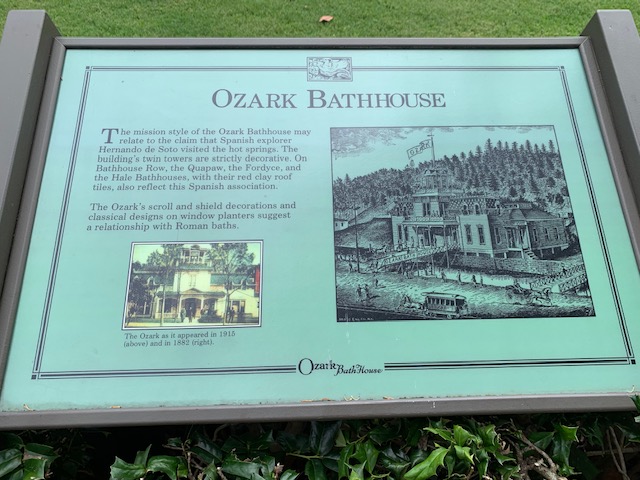 OZARK BATHHOUSE
The mission style of the Ozark Bathhouse may
relate to the claim that Spanish explorer
Hernando de Soto visited the hot springs. The
building's twin towers are strictly decorative. On
Bathhouse Row, the Quapaw, the Fordyce, and
the Hale Bathhouses, with their red clay roof
tiles, also reflect this Spanish association.
The Ozark's scroll and shield decorations and
classical designs on window planters suggest
a relationship with Roman baths.
OZARK
The Ozark as it appeared in 1915
(above) and in 1882 (right).
Ozark BathHouse